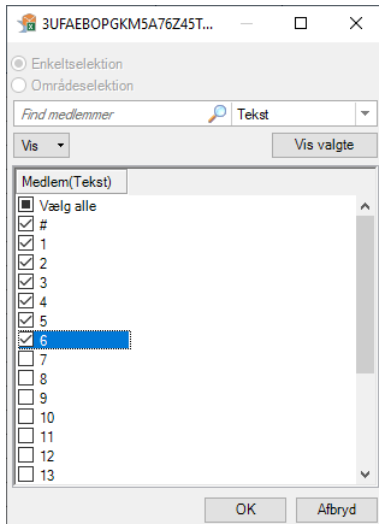 3UFAEBOPGKM5A76Z45T...
Enkeltselektion
Områdeselektion
Find medlemmer Tekst
Vis Vis valgte
Medlem(Tekst)
Vælg alle
#
1
2
3
4
5
6
7
8
9
10
11
12
13
OK Afbryd